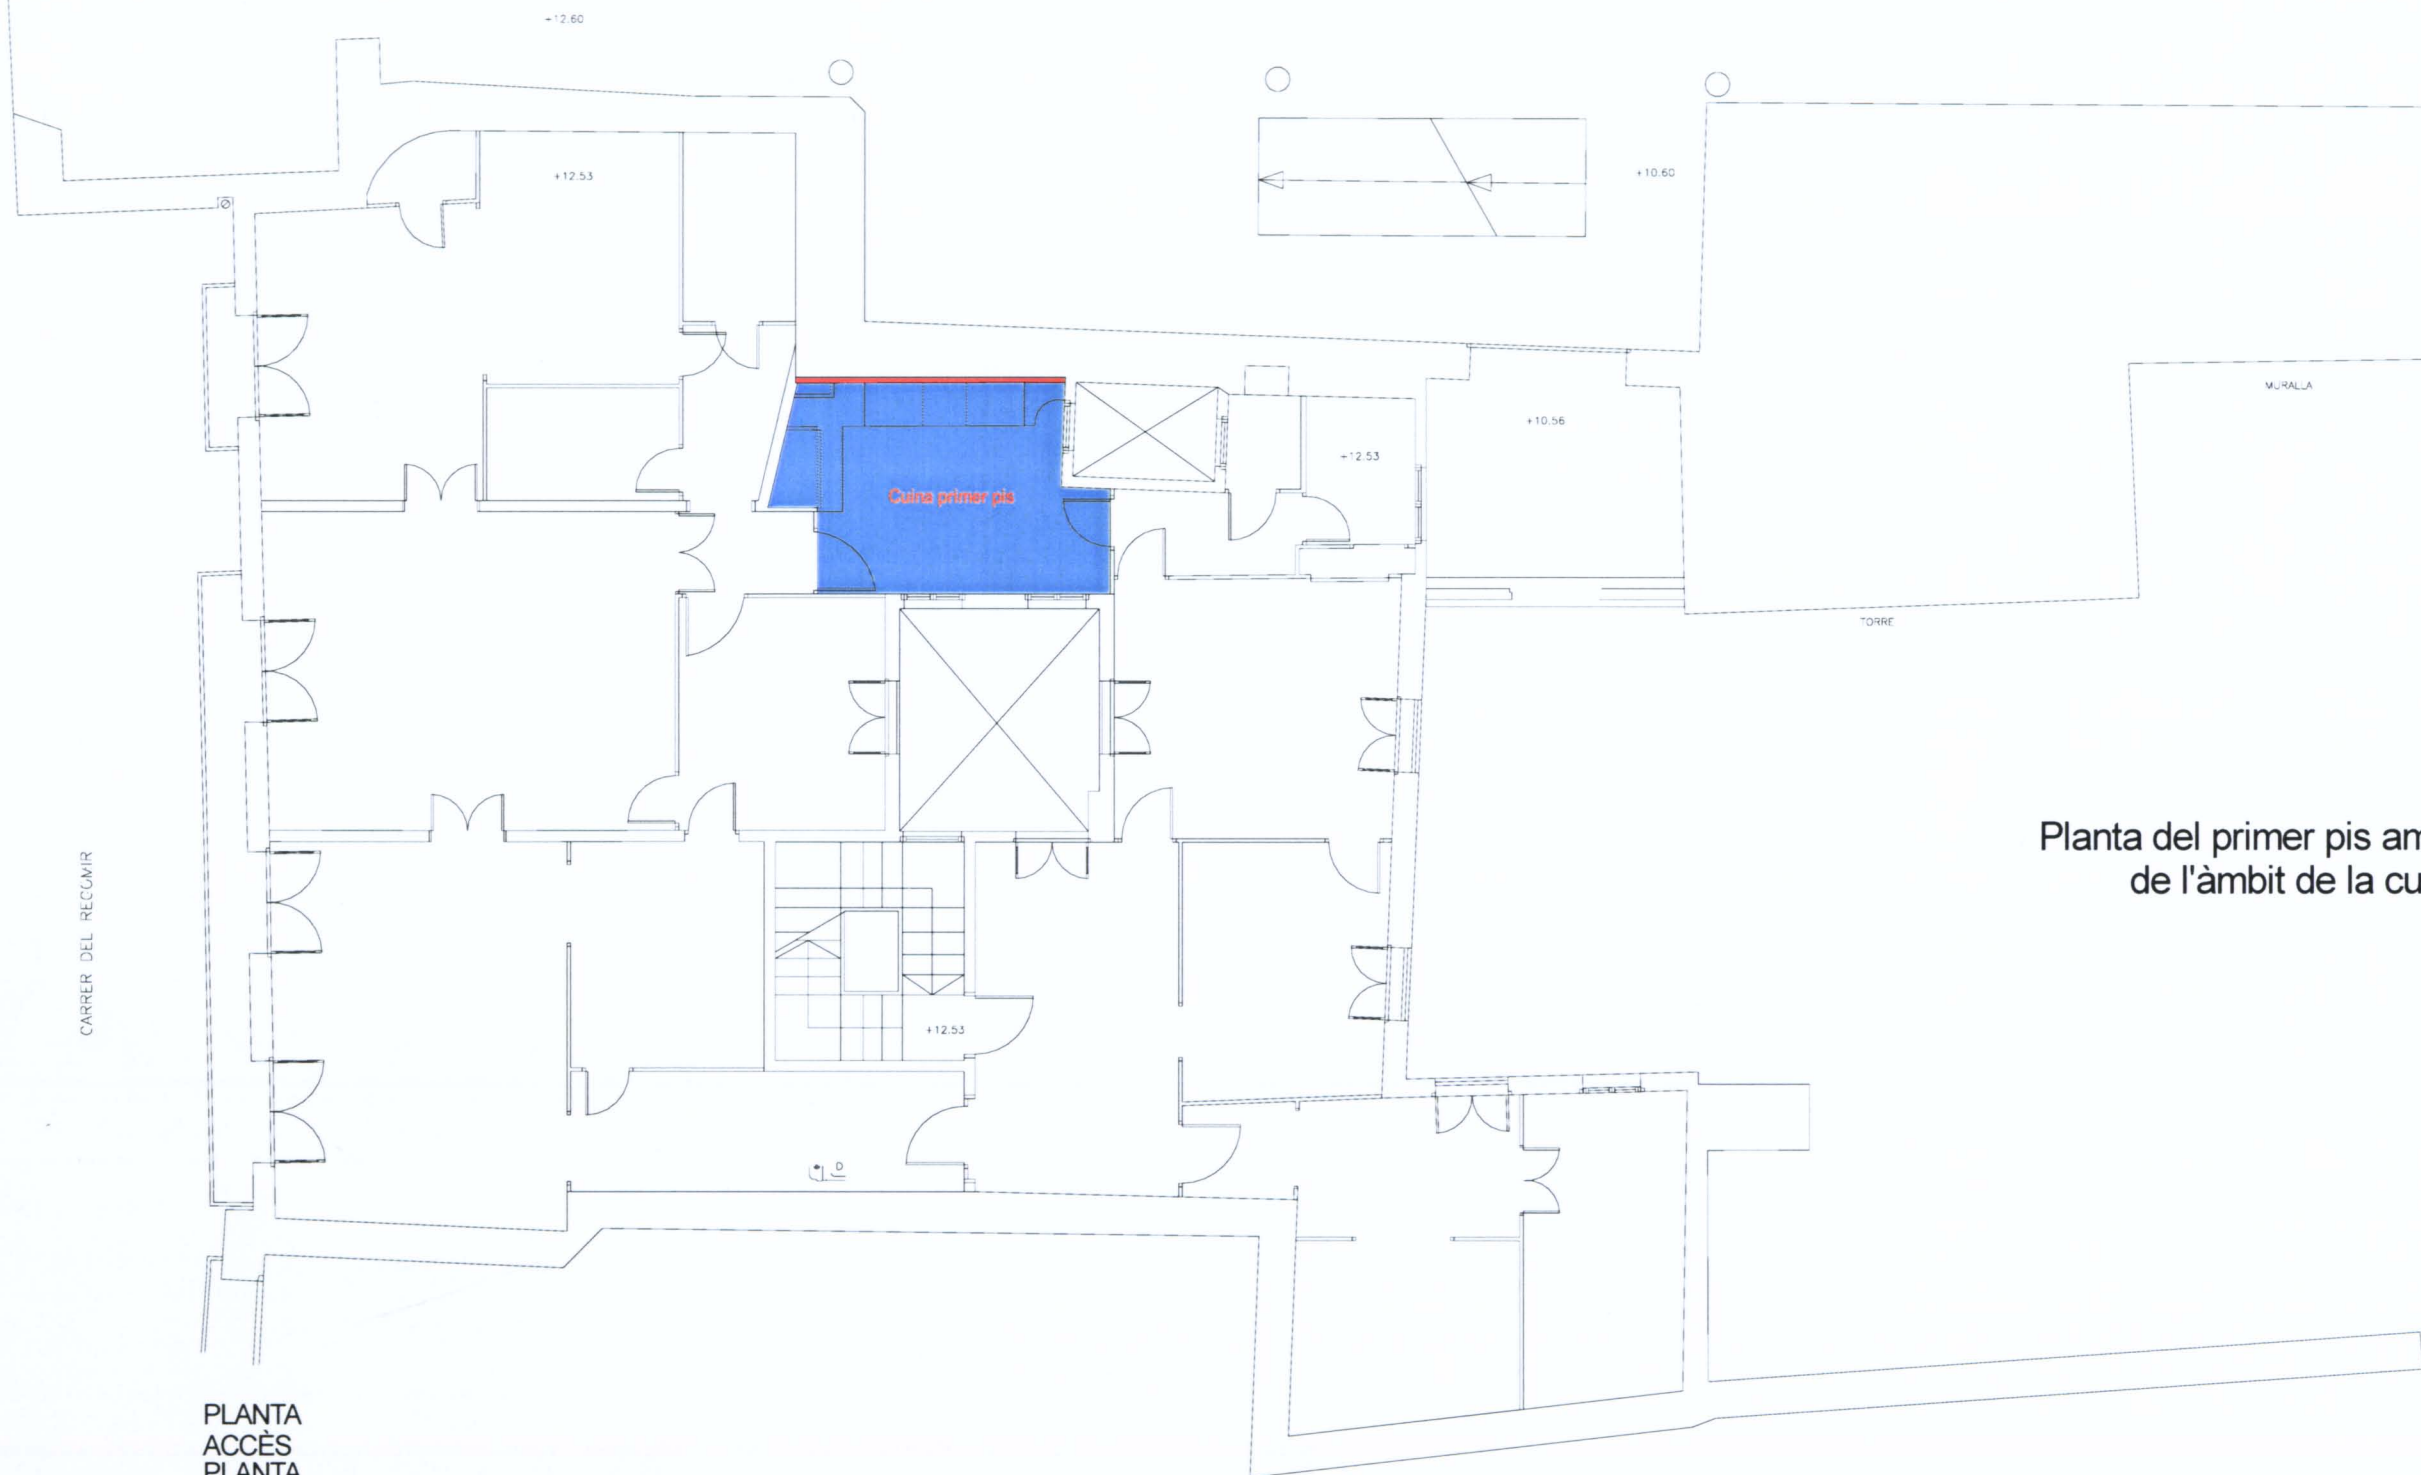 +12.60
+12.53
+10.60
MURALLA
+10.56
+12.53
Cuina primer pis
TORRE
Planta del primer pis am
de l'àmbit de la cu
CARRER DEL RECOMIR
+12.53
D
PLANTA
ACCÈS
PLANTA